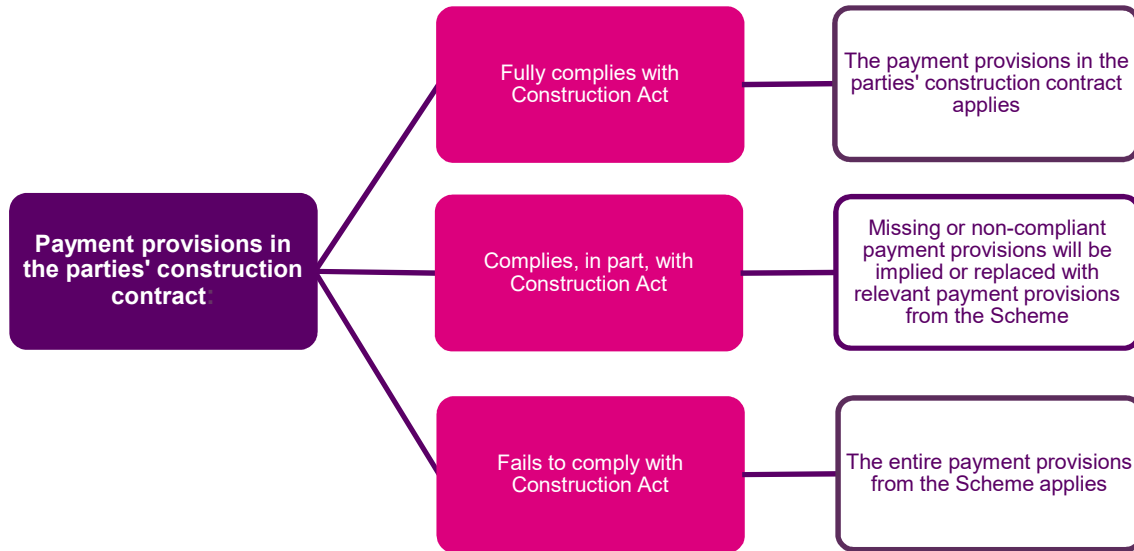 Payment provisions in
the parties' construction
contract:
Fully complies with
Construction Act
The payment provisions in the
parties' construction contract
applies
Complies, in part, with
Construction Act
Missing or non-compliant
payment provisions will be
implied or replaced with
relevant payment provisions
from the Scheme
Fails to comply with
Construction Act
The entire payment provisions
from the Scheme applies